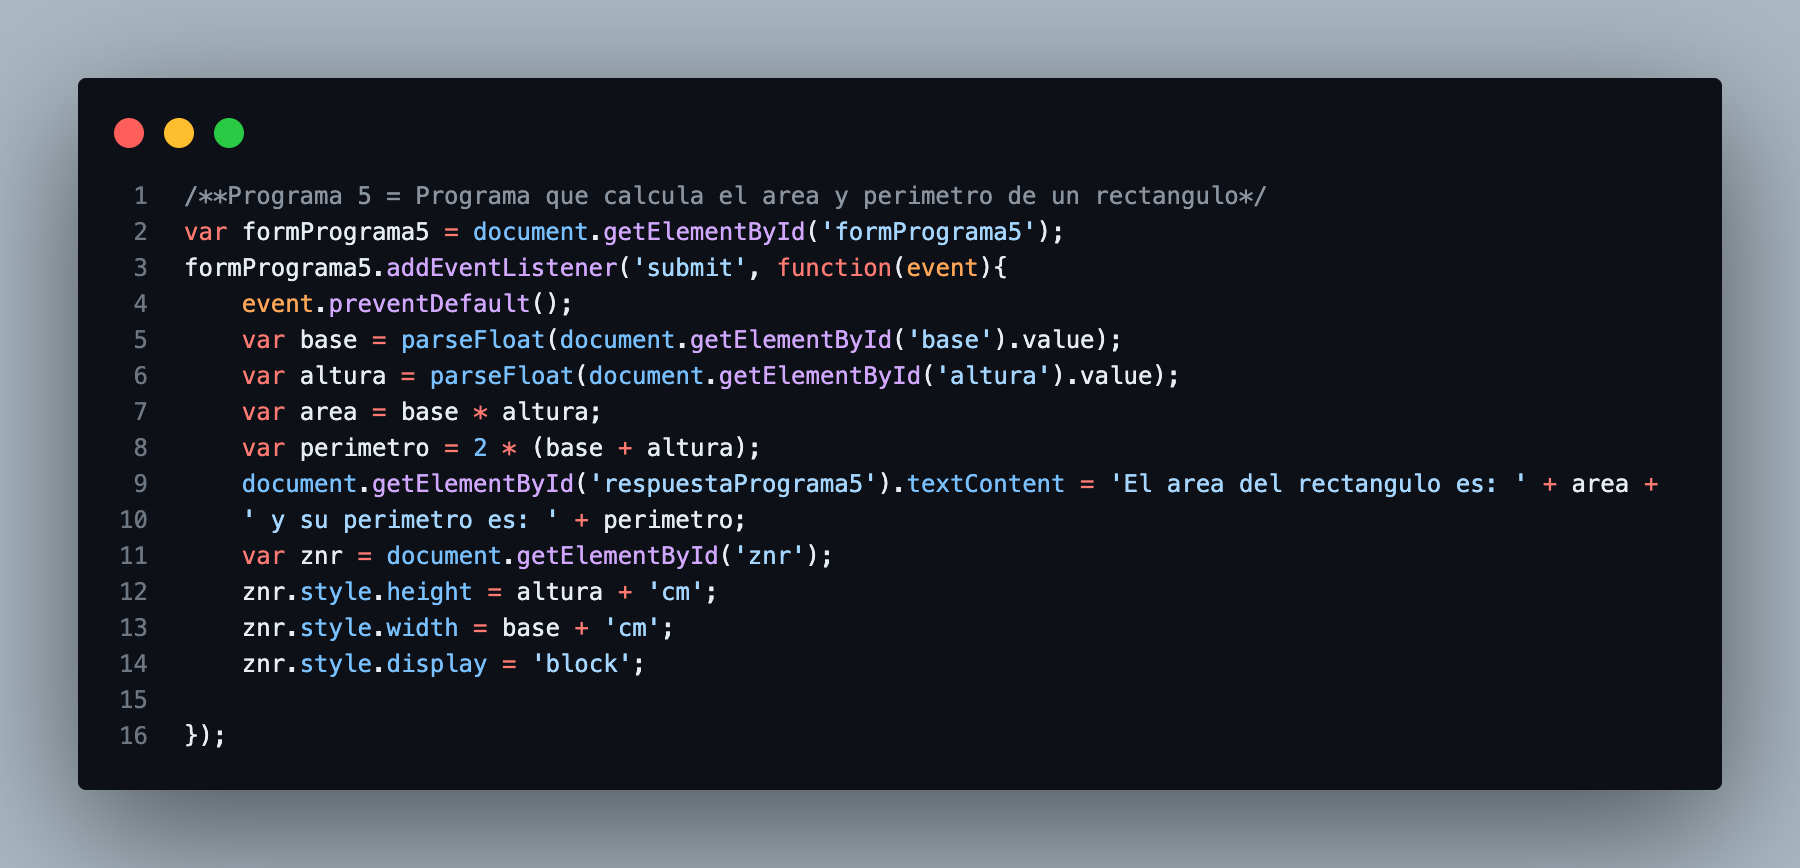 1 /**Programa 5 = Programa que calcula el area y perimetro de un rectangulo*/
2 var formPrograma5 = document.getElementById('formPrograma5');
3 formPrograma5.addEventListener('submit', function(event){
4     event.preventDefault();
5     var base = parseFloat(document.getElementById('base').value);
6     var altura = parseFloat(document.getElementById('altura').value);
7     var area = base * altura;
8     var perimetro = 2 * (base + altura);
9     document.getElementById('respuestaPrograma5').textContent = 'El area del rectangulo es: ' + area +
10     ' y su perimetro es: ' + perimetro;
11     var znr = document.getElementById('znr');
12     znr.style.height = altura + 'cm';
13     znr.style.width = base + 'cm';
14     znr.style.display = 'block';
15
16 });